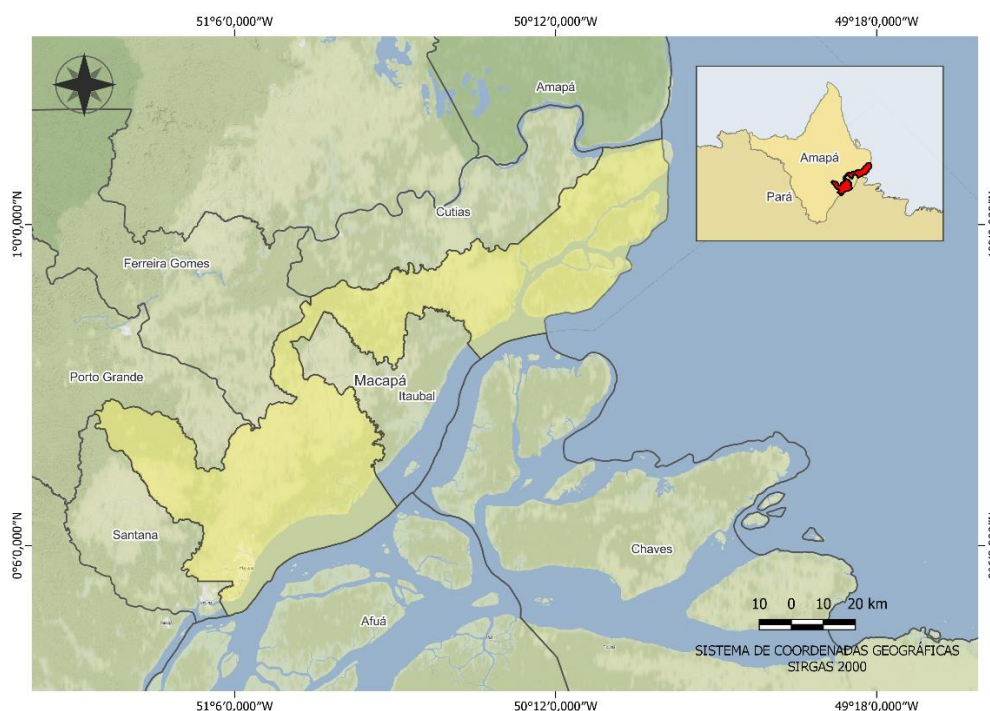 51°6'0,000"W
50°12'0,000"W
49°18'0,000"W
Amapá
Amapá
Pará
Cutias
1°0'0,000"N
Ferreira Gomes
Porto Grande
Macapá
Itaubal
Santana
0°6'0,000"N
Chaves
Afuá
10 0 10 20 km
SISTEMA DE COORDENADAS GEOGRÁFICAS
SIRGAS 2000
51°6'0,000"W
50°12'0,000"W
49°18'0,000"W